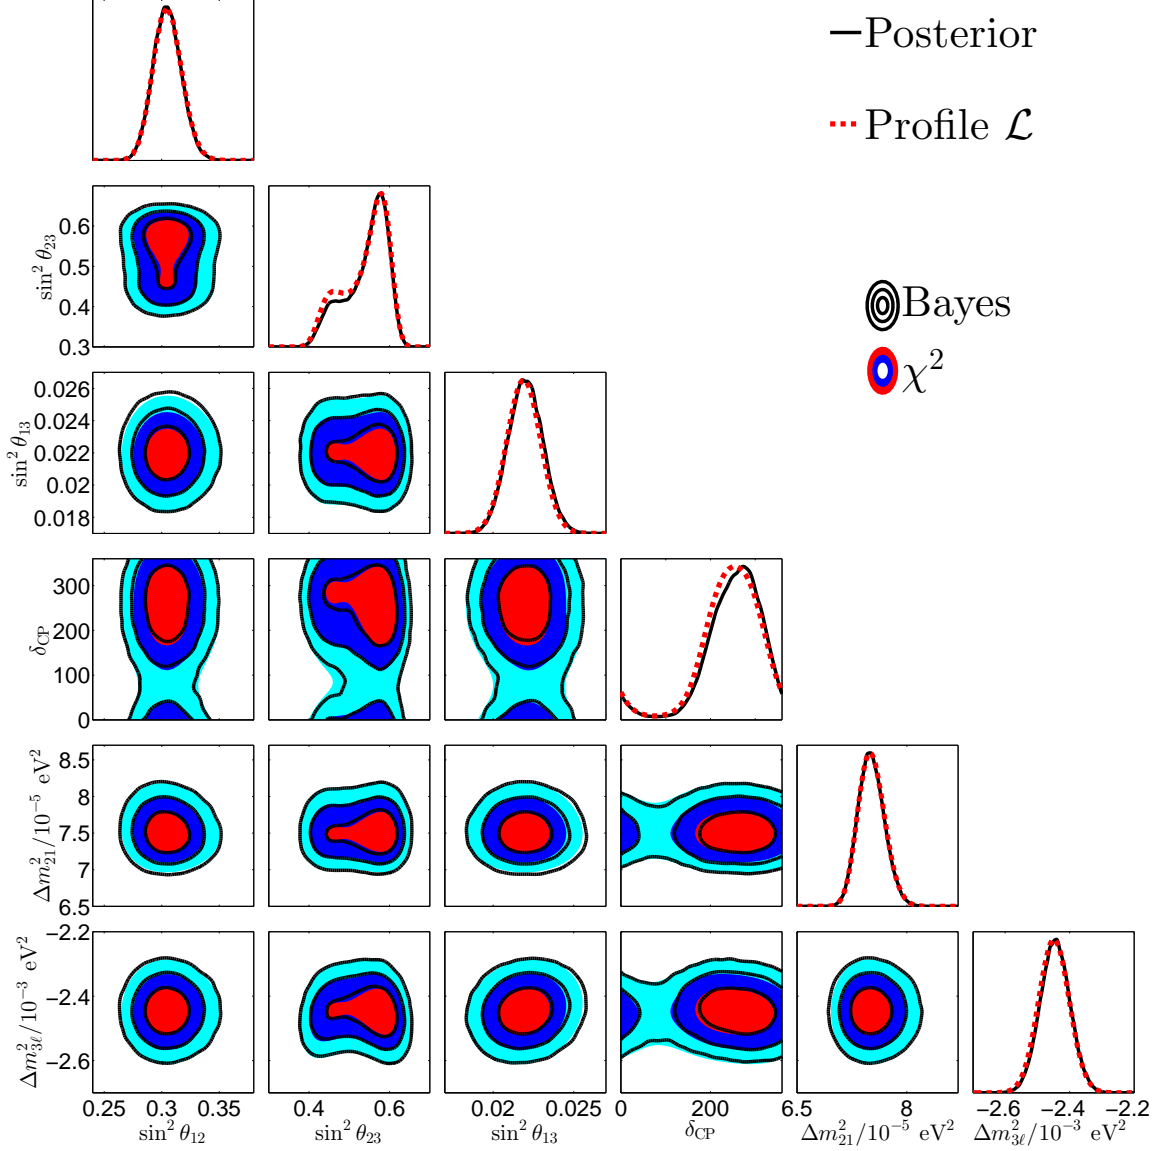 Posterior
Profile ℒ
Bayes
χ²
sin² θ₂₃
0.6
0.5
0.4
0.3
sin² θ₁₃
0.026
0.024
0.022
0.02
0.018
δ_CP
300
200
100
0
Δm²₂₁/10⁻⁵ eV²
8.5
8
7.5
7
6.5
Δm²₃ℓ/10⁻³ eV²
−2.2
−2.4
−2.6
0.25 0.3 0.35 0.4 0.6 0.02 0.025 0 200 6.5 8 −2.6 −2.4 −2.2
sin² θ₁₂ sin² θ₂₃ sin² θ₁₃ δ_CP Δm²₂₁/10⁻⁵ eV² Δm²₃ℓ/10⁻³ eV²